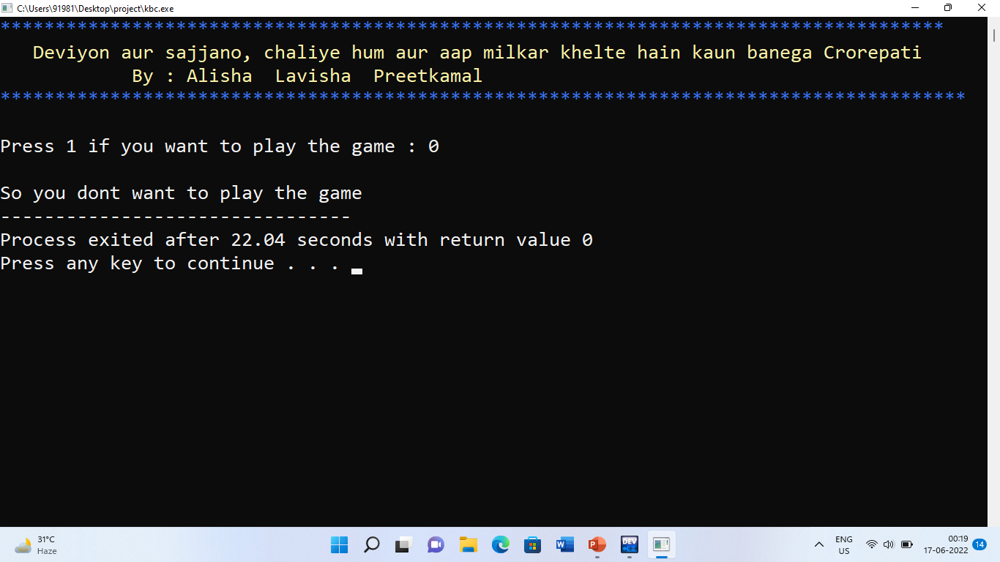 C:\Users\91981\Desktop\project\kbc.exe
**************************************************************************************
Deviyon aur sajjano, chaliye hum aur aap milkar khelte hain kaun banega Crorepati
By : Alisha  Lavisha  Preetkamal
****************************************************************************************
Press 1 if you want to play the game : 0
So you dont want to play the game
--------------------------------
Process exited after 22.04 seconds with return value 0
Press any key to continue . . .
31°C
Haze
DEV
ENG
US
00:19
17-06-2022
14